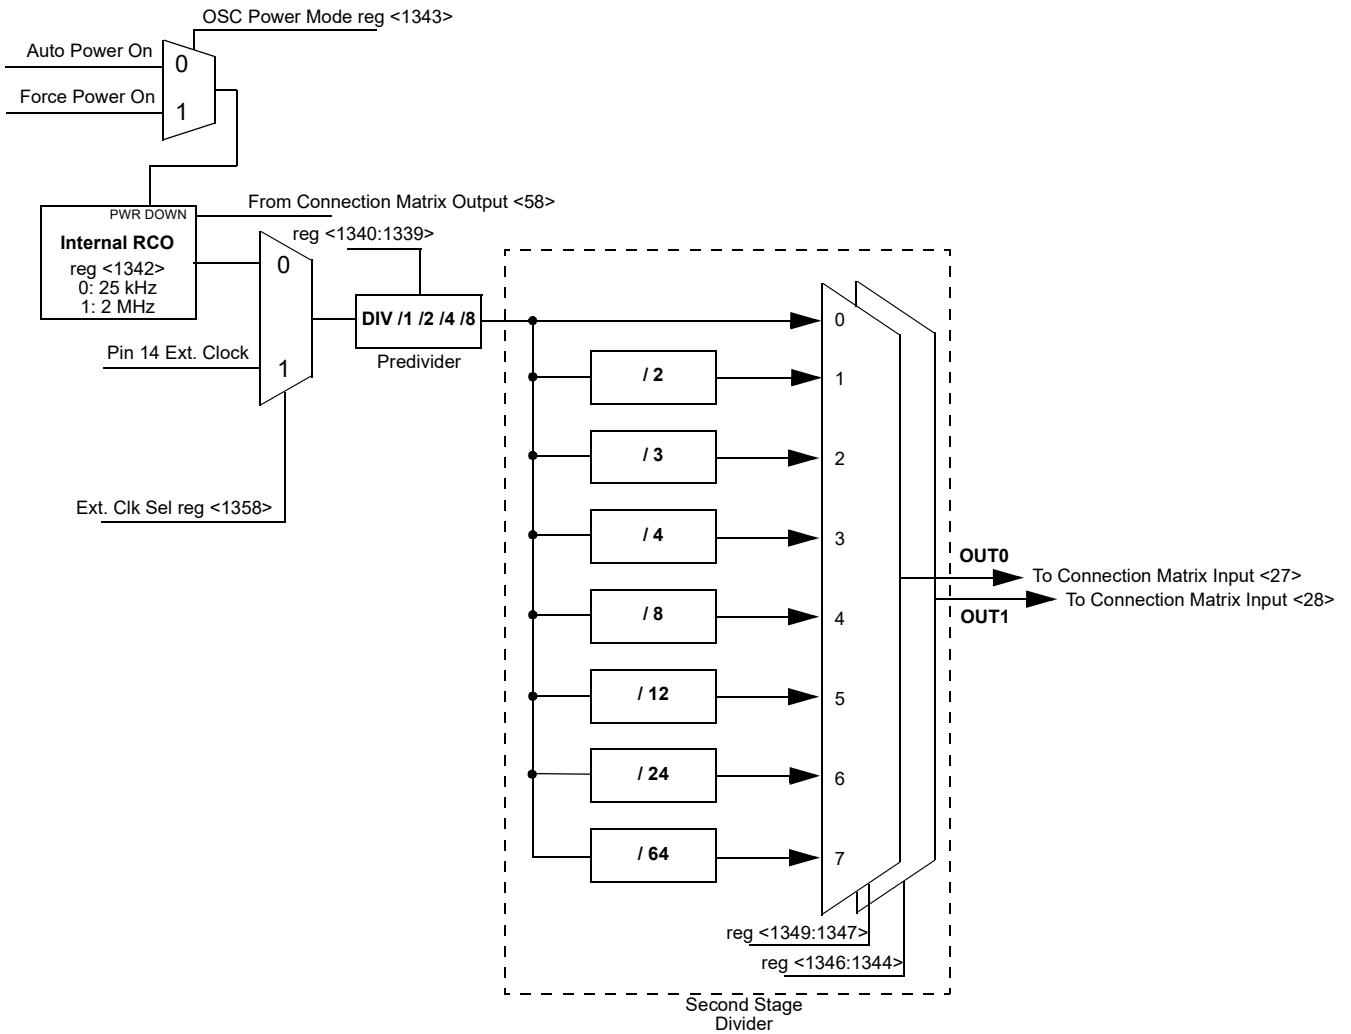 OSC Power Mode reg <1343>
Auto Power On
0
Force Power On
1
From Connection Matrix Output <58>
PWR DOWN
reg <1340:1339>
Internal RCO
reg <1342>
0: 25 kHz
1: 2 MHz
0
DIV /1 /2 /4 /8
0
Pin 14 Ext. Clock
1
Predivider
/ 2
1
/ 3
2
Ext. Clk Sel reg <1358>
/ 4
3
OUT0
To Connection Matrix Input <27>
To Connection Matrix Input <28>
OUT1
/ 8
4
/ 12
5
/ 24
6
/ 64
7
reg <1349:1347>
reg <1346:1344>
Second Stage
Divider